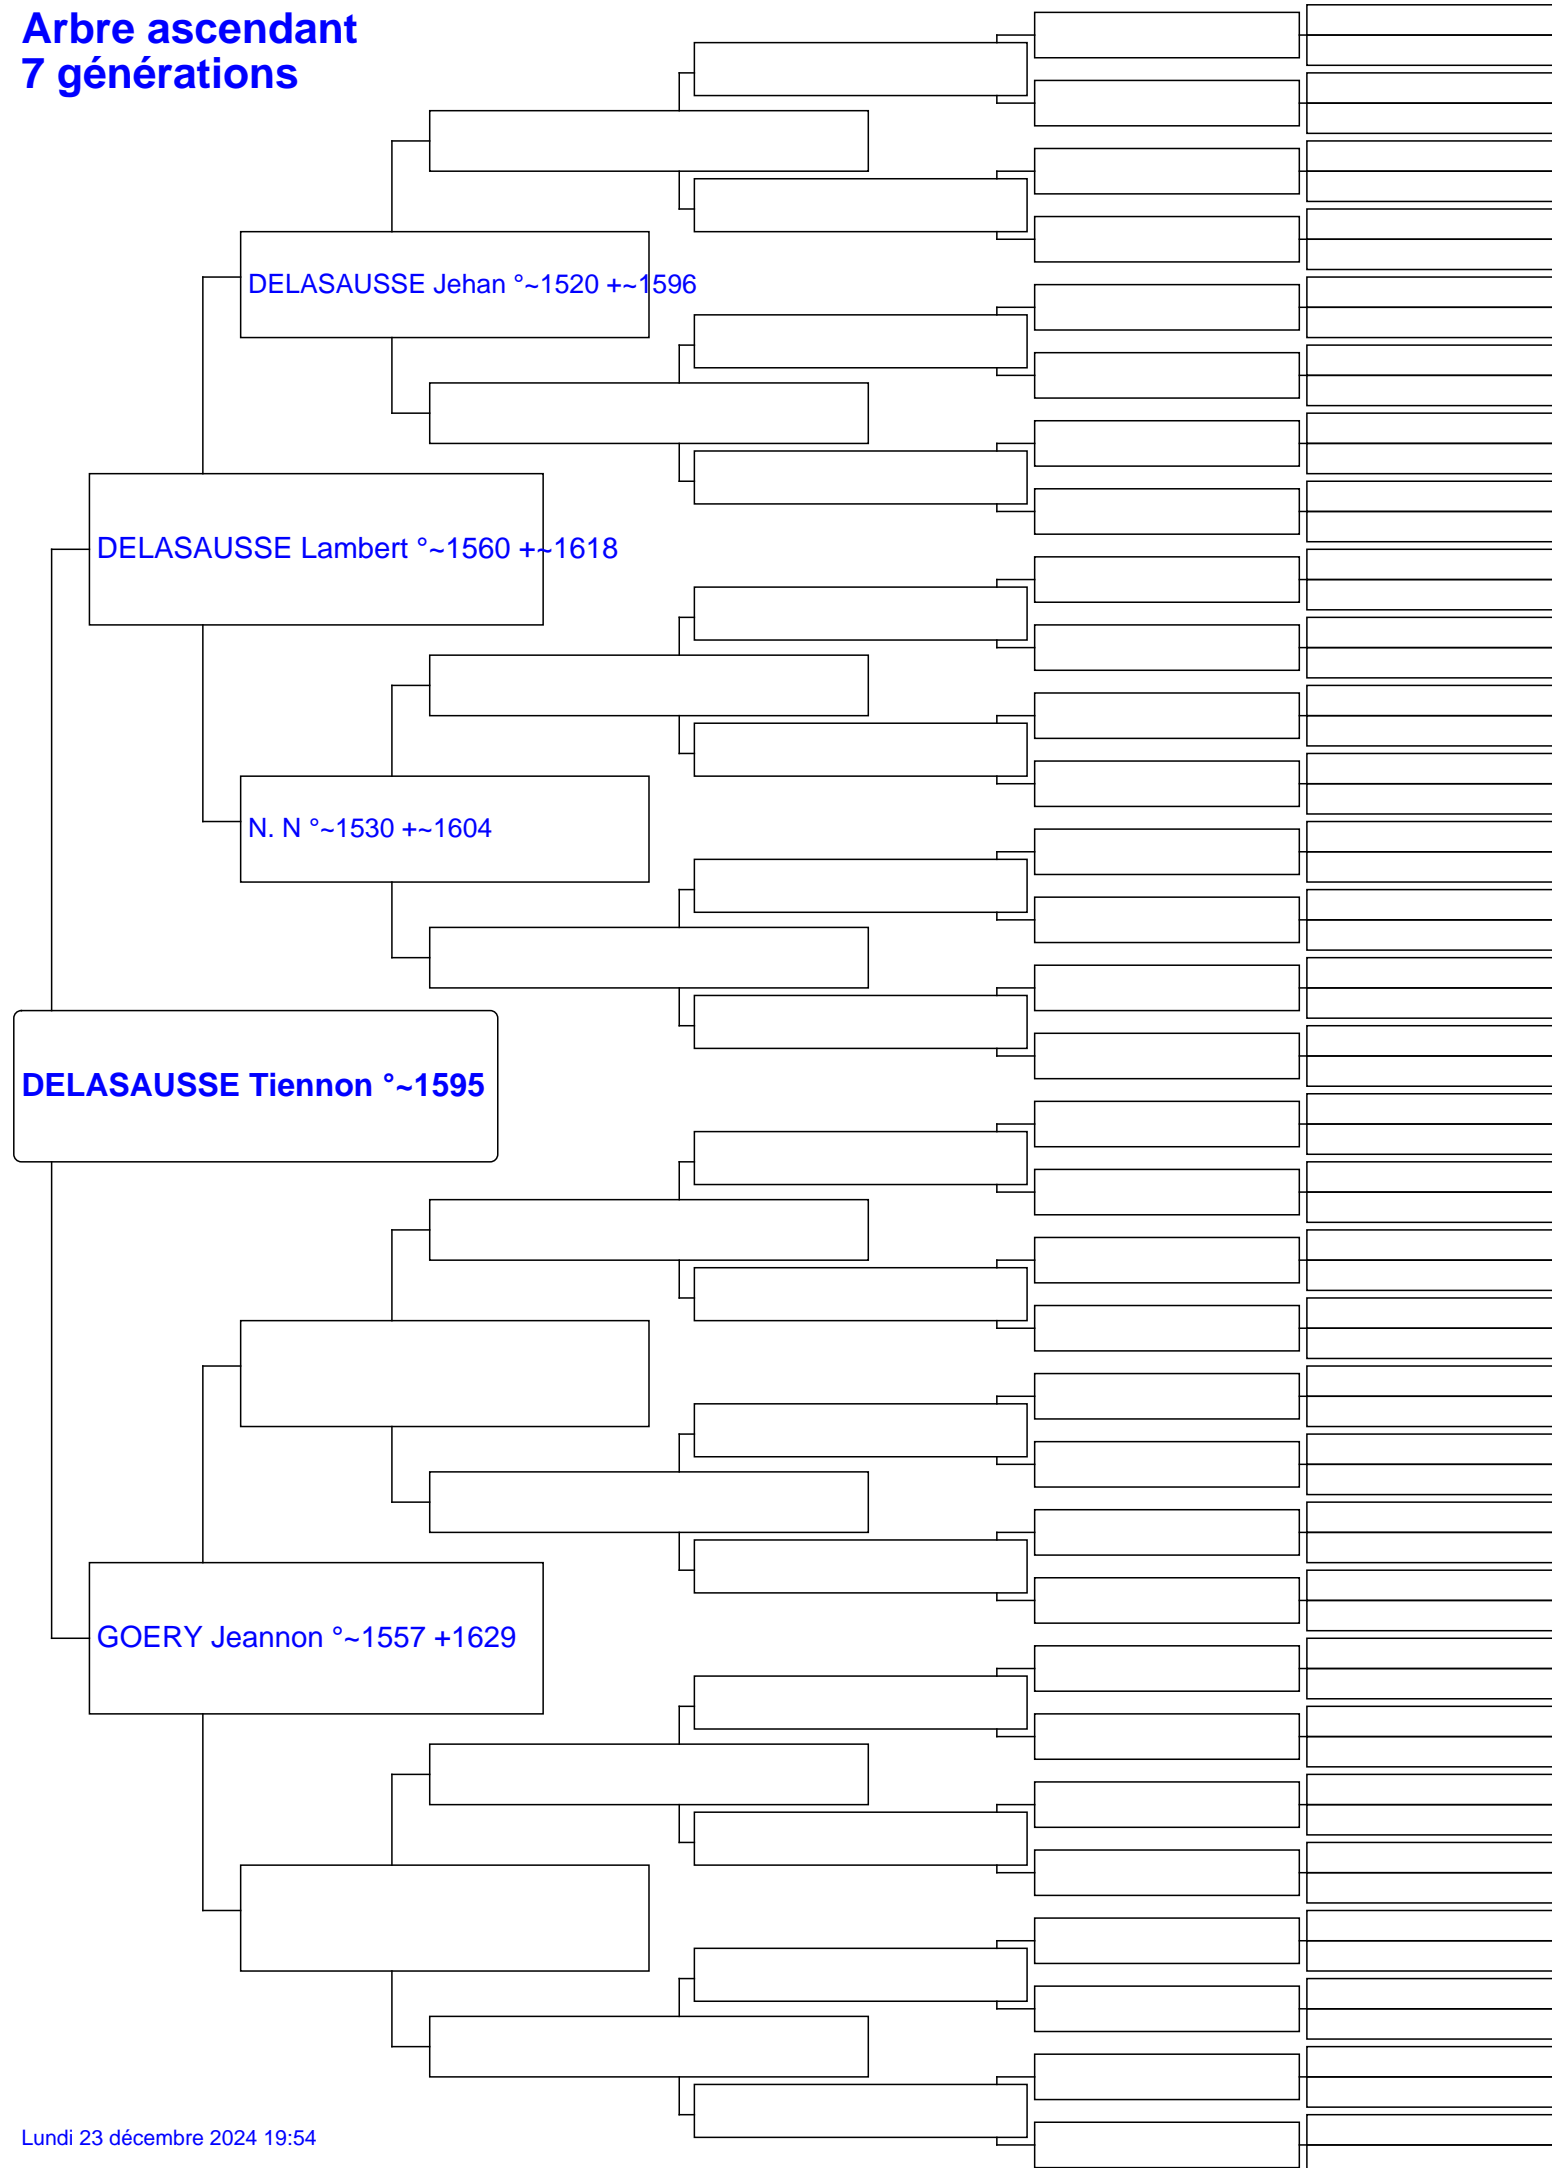 Arbre ascendant
7 générations
DELASAUSSE Jehan °~1520 +~1596
DELASAUSSE Lambert °~1560 +~1618
N. N °~1530 +~1604
DELASAUSSE Tiennon °~1595
GOERY Jeannon °~1557 +1629
Lundi 23 décembre 2024 19:54